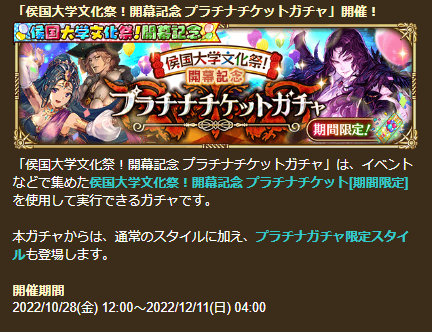 「侯国大学文化祭！開幕記念 プラチナチケットガチャ」開催！
侯国大学文化祭！開幕記念
侯国大学文化祭！
開幕記念
プラチナチケットガチャ
期間限定！
「侯国大学文化祭！開幕記念 プラチナチケットガチャ」は、イベント
などで集めた侯国大学文化祭！開幕記念 プラチナチケット[期間限定]
を使用して実行できるガチャです。
本ガチャからは、通常のスタイルに加え、プラチナガチャ限定スタイ
ルも登場します。
開催期間
2022/10/28(金) 12:00～2022/12/11(日) 04:00